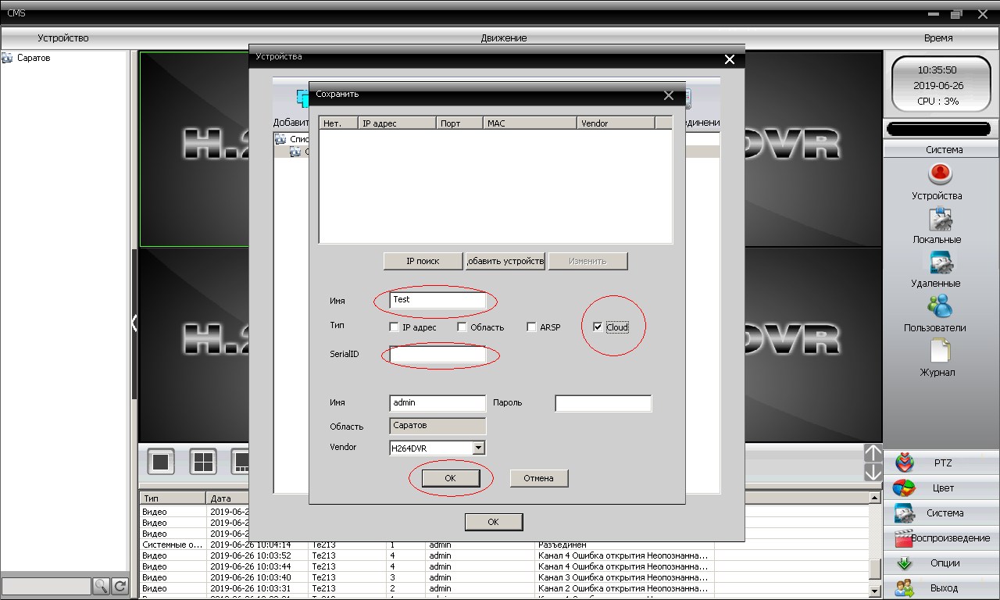 CMS
Устройство Движение Время
Саратов
Устройства
10:35:50
2019-06-26
CPU : 3%
Сохранить
Нет. IP адрес Порт MAC Vendor
H.2
DVR
Система
Устройства
Локальные
Удаленные
Пользователи
Журнал
IP поиск обавить устройств Изменить
Имя Test
Тип IP адрес Область ARSP Cloud
SerialID
H.2
DVR
Имя admin Пароль
Область Саратов
Vendor H264DVR
OK Отмена
OK
PTZ
Цвет
Система
Воспроизведение
Опции
Выход
Тип Дата
Видео 2019-06-2
Видео 2019-06-2
Видео 2019-06-2
Системные о... 2019-06-26 10:04:14 Te213 1 admin Разъединен
Видео 2019-06-26 10:03:52 Te213 4 admin Канал 4 Ошибка открытия Неопознанна...
Видео 2019-06-26 10:03:44 Te213 4 admin Канал 4 Ошибка открытия Неопознанна...
Видео 2019-06-26 10:03:40 Te213 3 admin Канал 3 Ошибка открытия Неопознанна...
Видео 2019-06-26 10:03:31 Te213 2 admin Канал 2 Ошибка открытия Неопознанна...